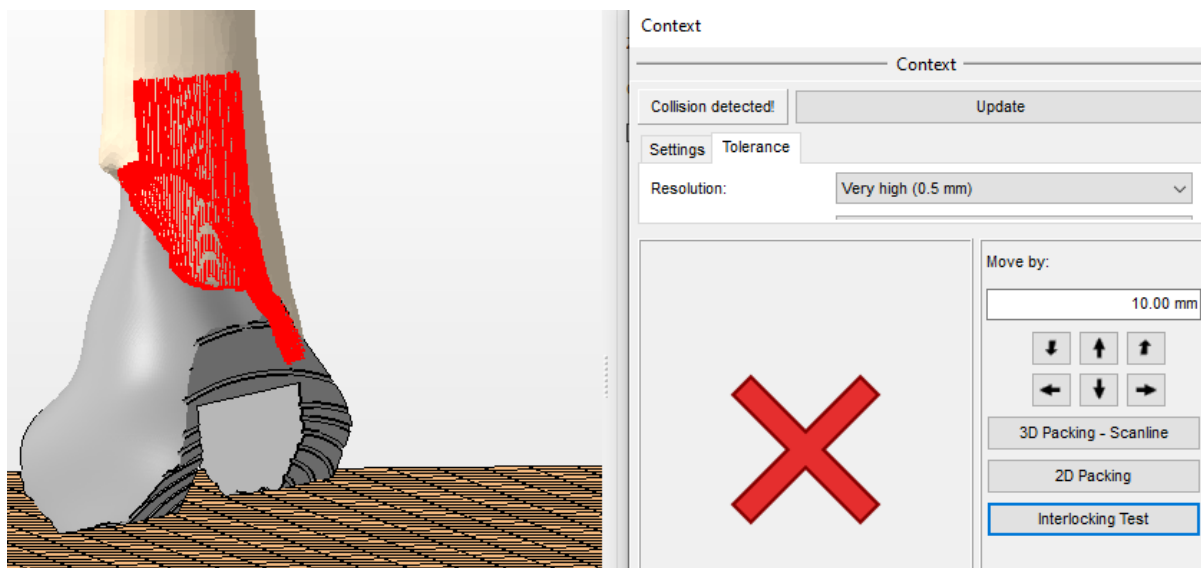 Context
Context
Collision detected!
Update
Settings
Tolerance
Resolution:
Very high (0.5 mm)
Move by:
10.00 mm
3D Packing - Scanline
2D Packing
Interlocking Test